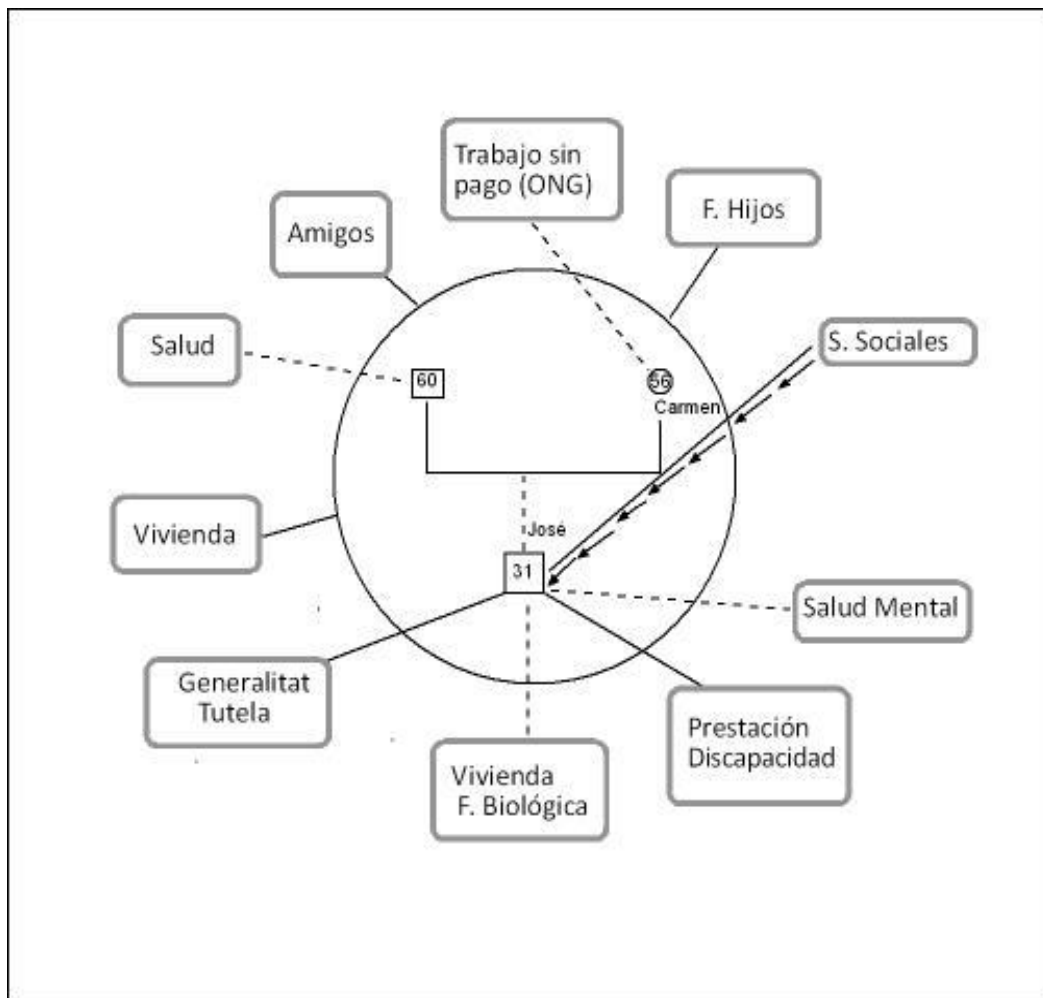 Trabajo sin
pago (ONG)
F. Hijos
Amigos
Salud
S. Sociales
60
56
Carmen
Vivienda
José
31
Salud Mental
Generalitat
Tutela
Prestación
Discapacidad
Vivienda
F. Biológica